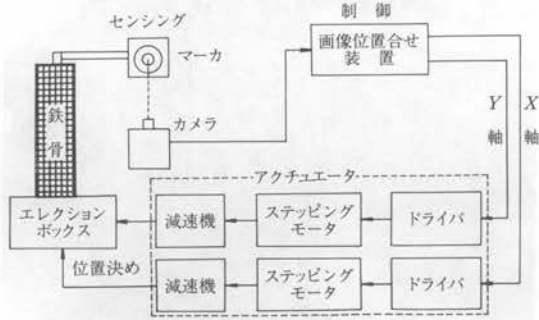 制御
センシング
マーカ
画像位置合せ
装置
鉄骨
カメラ
Y軸
X軸
アクチュエータ
エレクション
ボックス
減速機
ステッピング
モータ
ドライバ
位置決め
減速機
ステッピング
モータ
ドライバ